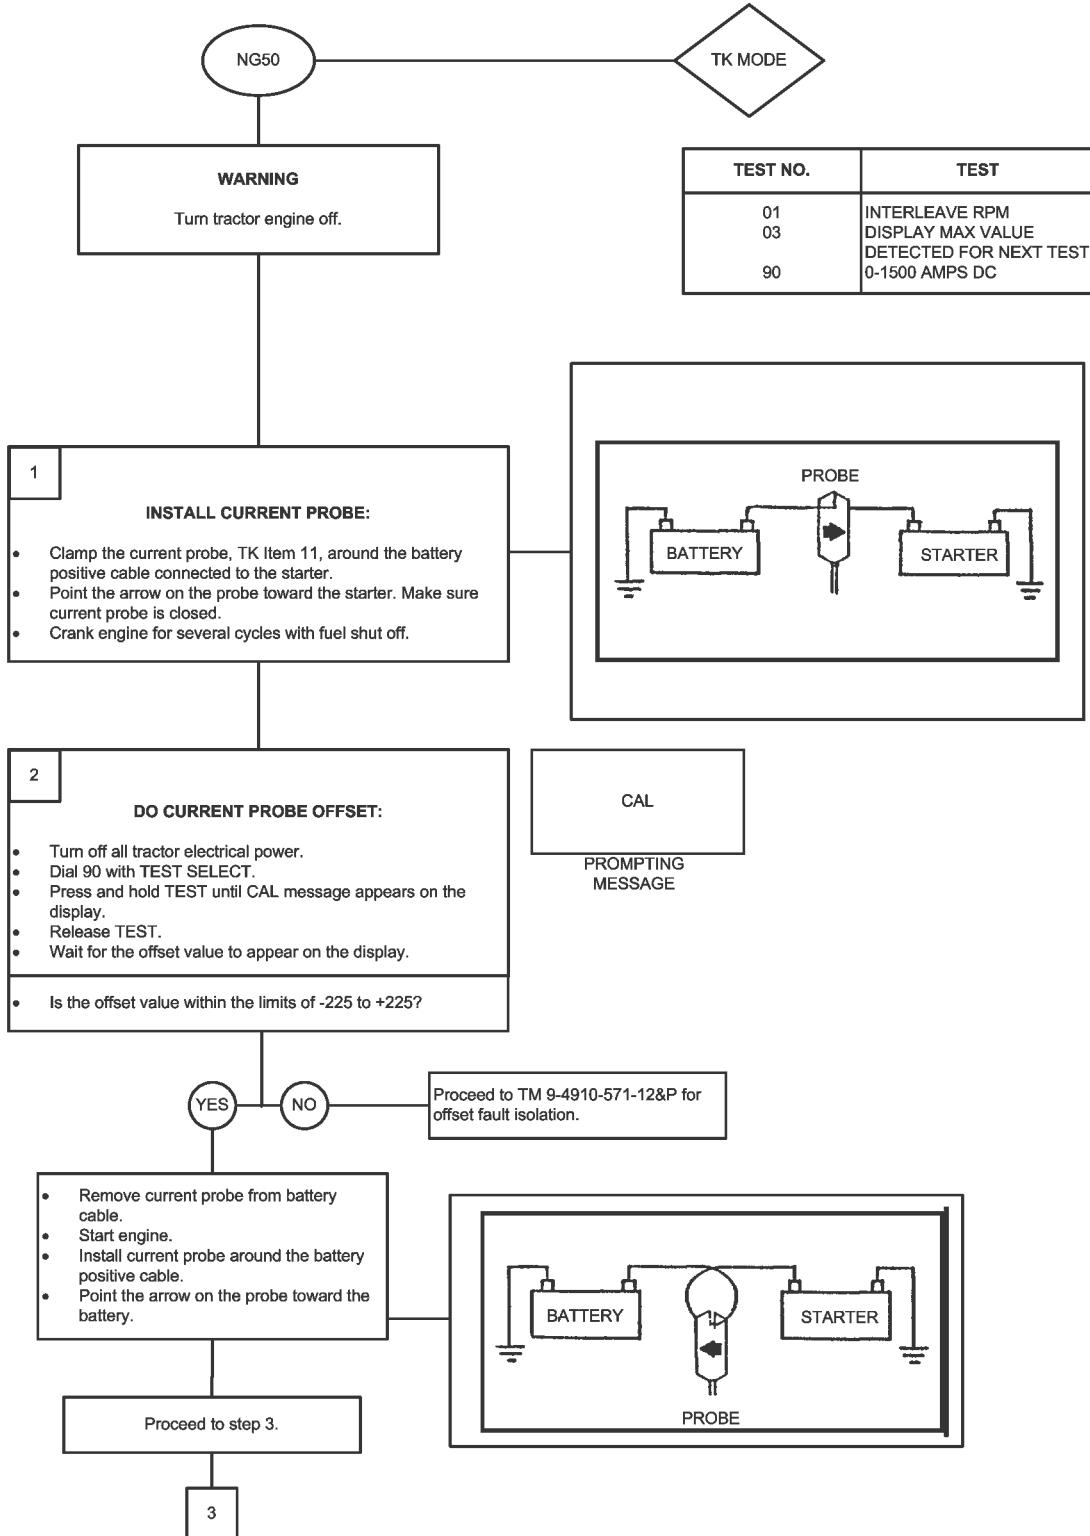 NG50
TK MODE
WARNING
Turn tractor engine off.
TEST NO. TEST
01 INTERLEAVE RPM
03 DISPLAY MAX VALUE
DETECTED FOR NEXT TEST
90 0-1500 AMPS DC
1
INSTALL CURRENT PROBE:
• Clamp the current probe, TK Item 11, around the battery
positive cable connected to the starter.
• Point the arrow on the probe toward the starter. Make sure
current probe is closed.
• Crank engine for several cycles with fuel shut off.
PROBE
BATTERY
STARTER
2
DO CURRENT PROBE OFFSET:
• Turn off all tractor electrical power.
• Dial 90 with TEST SELECT.
• Press and hold TEST until CAL message appears on the
display.
• Release TEST.
• Wait for the offset value to appear on the display.
• Is the offset value within the limits of -225 to +225?
CAL
PROMPTING
MESSAGE
YES
NO
Proceed to TM 9-4910-571-12&P for
offset fault isolation.
• Remove current probe from battery
cable.
• Start engine.
• Install current probe around the battery
positive cable.
• Point the arrow on the probe toward the
battery.
BATTERY
STARTER
PROBE
Proceed to step 3.
3